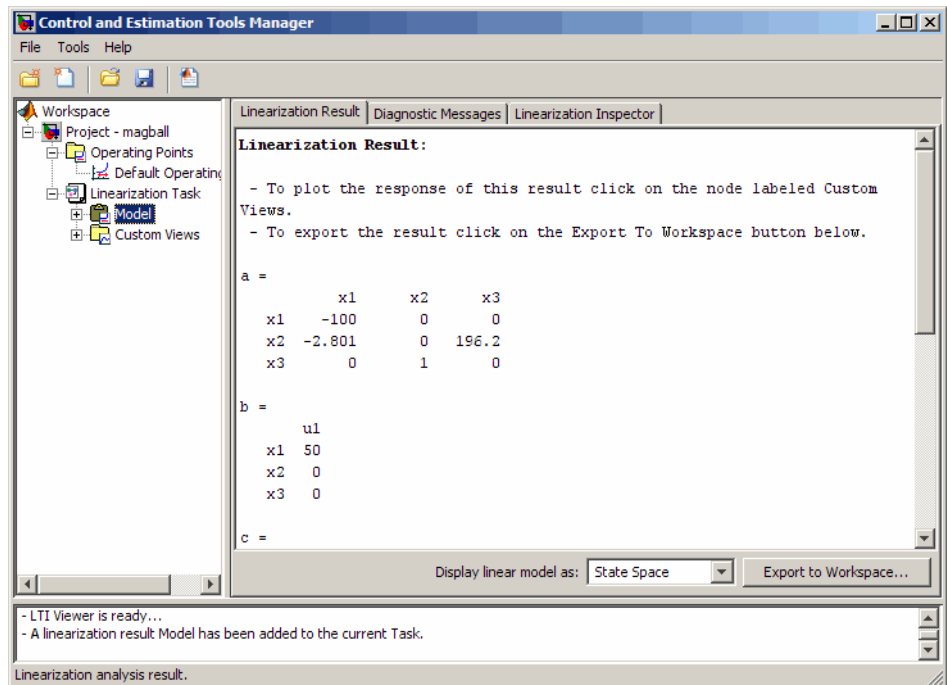 Control and Estimation Tools Manager
File Tools Help
Workspace
Project - magball
Operating Points
Default Operating
Linearization Task
Model
Custom Views
Linearization Result Diagnostic Messages Linearization Inspector
Linearization Result:
- To plot the response of this result click on the node labeled Custom
Views.
- To export the result click on the Export To Workspace button below.
a =
x1 x2 x3
x1 -100 0 0
x2 -2.801 0 196.2
x3 0 1 0
b =
u1
x1 50
x2 0
x3 0
c =
Display linear model as: State Space Export to Workspace...
- LTI Viewer is ready...
- A linearization result Model has been added to the current Task.
Linearization analysis result.